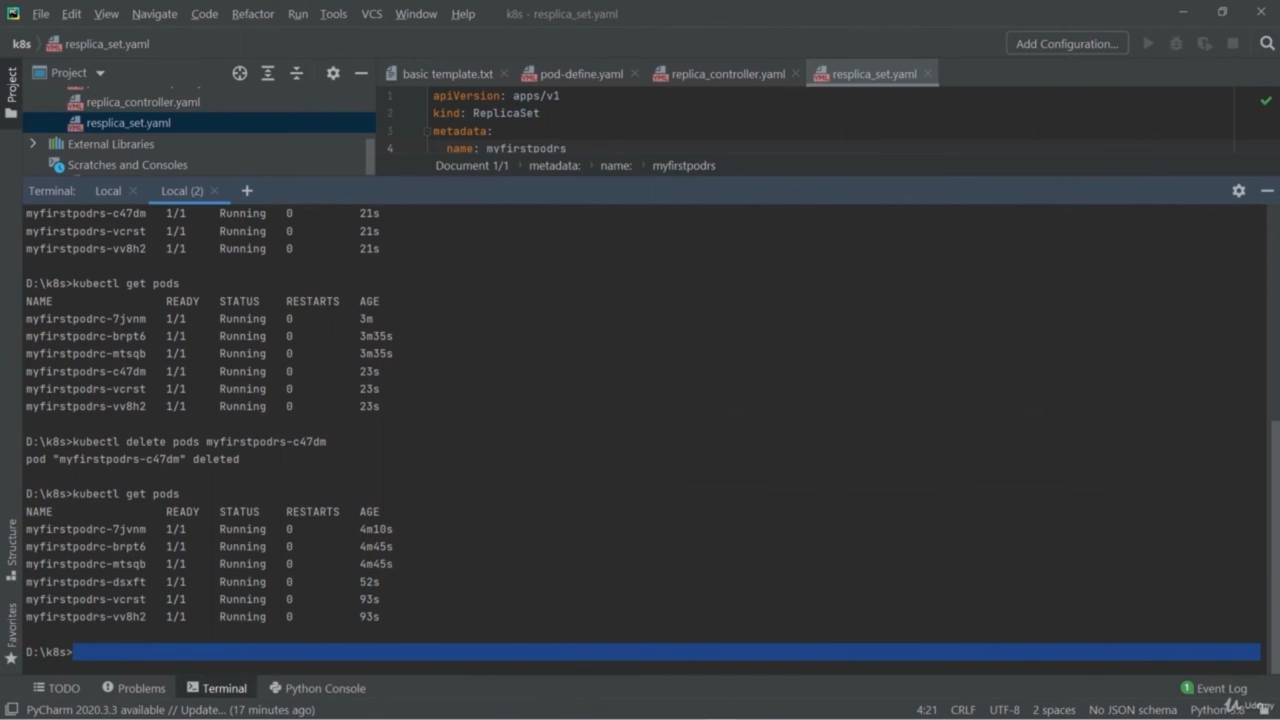 File Edit View Navigate Code Refactor Run Tools VCS Window Help k8s - resplica_set.yaml
k8s resplica_set.yaml Add Configuration...
Project
Project basic template.txt pod-define.yaml replica_controller.yaml resplica_set.yaml
replica_controller.yaml
resplica_set.yaml
External Libraries
Scratches and Consoles
1 apiVersion: apps/v1
2 kind: ReplicaSet
3 metadata:
4 name: myfirstpodrs
Document 1/1 metadata: name: myfirstpodrs
Terminal: Local Local (2) +
myfirstpodrs-c47dm 1/1 Running 0 21s
myfirstpodrs-vcrst 1/1 Running 0 21s
myfirstpodrs-vv8h2 1/1 Running 0 21s
D:\k8s>kubectl get pods
NAME READY STATUS RESTARTS AGE
myfirstpodrc-7jvnm 1/1 Running 0 3m
myfirstpodrc-brpt6 1/1 Running 0 3m35s
myfirstpodrc-mtsqb 1/1 Running 0 3m35s
myfirstpodrs-c47dm 1/1 Running 0 23s
myfirstpodrs-vcrst 1/1 Running 0 23s
myfirstpodrs-vv8h2 1/1 Running 0 23s
D:\k8s>kubectl delete pods myfirstpodrs-c47dm
pod "myfirstpodrs-c47dm" deleted
D:\k8s>kubectl get pods
NAME READY STATUS RESTARTS AGE
myfirstpodrc-7jvnm 1/1 Running 0 4m10s
myfirstpodrc-brpt6 1/1 Running 0 4m45s
myfirstpodrc-mtsqb 1/1 Running 0 4m45s
myfirstpodrs-dsxft 1/1 Running 0 52s
myfirstpodrs-vcrst 1/1 Running 0 93s
myfirstpodrs-vv8h2 1/1 Running 0 93s
D:\k8s>
Structure
Favorites
TODO Problems Terminal Python Console 1 Event Log
PyCharm 2020.3.3 available // Update... (17 minutes ago) 4:21 CRLF UTF-8 2 spaces No JSON schema Python 3.8
Udemy